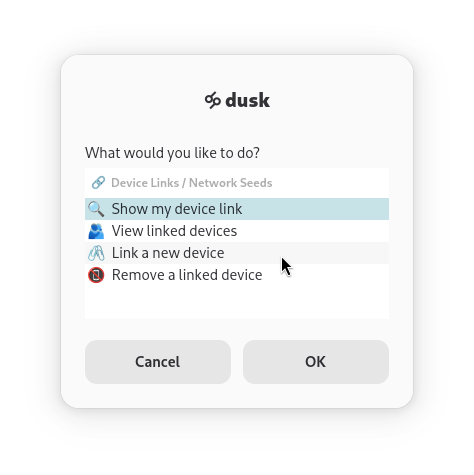 dusk
What would you like to do?
Device Links / Network Seeds
Show my device link
View linked devices
Link a new device
Remove a linked device
Cancel OK